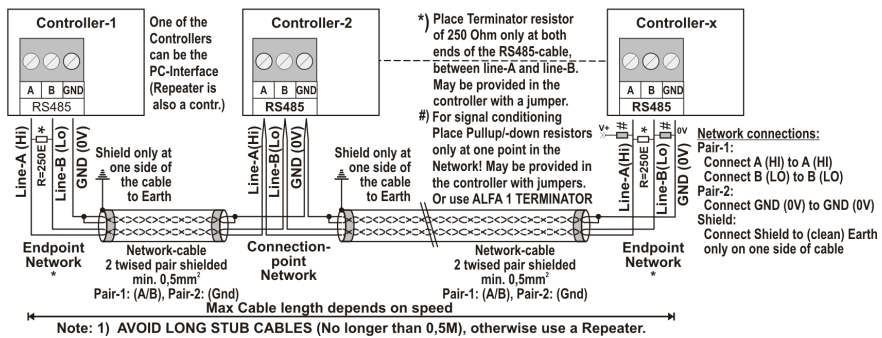 Controller-1
A B GND
RS485
One of the
Controllers
can be the
PC-Interface
(Repeater is
also a contr.)
Controller-2
A B GND
RS485
*) Place Terminator resistor
of 250 Ohm only at both
ends of the RS485-cable,
between line-A and line-B.
May be provided in the
controller with a jumper.
#) For signal conditioning
Place Pullup/-down resistors
only at one point in the
Network! May be provided in
the controller with jumpers.
Or use ALFA 1 TERMINATOR
Controller-x
A B GND
RS485
Line-A (Hi)
R=250E *
Line-B (Lo)
GND (0V)
Shield only at
one side of
the cable
to Earth
Line-A(Hi)
Line-B (Lo)
GND (0V)
Shield only at
one side of
the cable
to Earth
V+ # # 0V
Line-A(Hi)
R=250E *
Line-B(Lo)
GND (0V)
Network connections:
Pair-1:
Connect A (HI) to A (HI)
Connect B (LO) to B (LO)
Pair-2:
Connect GND (0V) to GND (0V)
Shield:
Connect Shield to (clean) Earth
only on one side of cable
Endpoint
Network
*
Network-cable
2 twised pair shielded
min. 0,5mm²
Pair-1: (A/B), Pair-2: (Gnd)
Connection-
point
Network
Network-cable
2 twised pair shielded
min. 0,5mm²
Pair-1: (A/B), Pair-2: (Gnd)
Endpoint
Network
*
Max Cable length depends on speed
Note: 1) AVOID LONG STUB CABLES (No longer than 0,5M), otherwise use a Repeater.